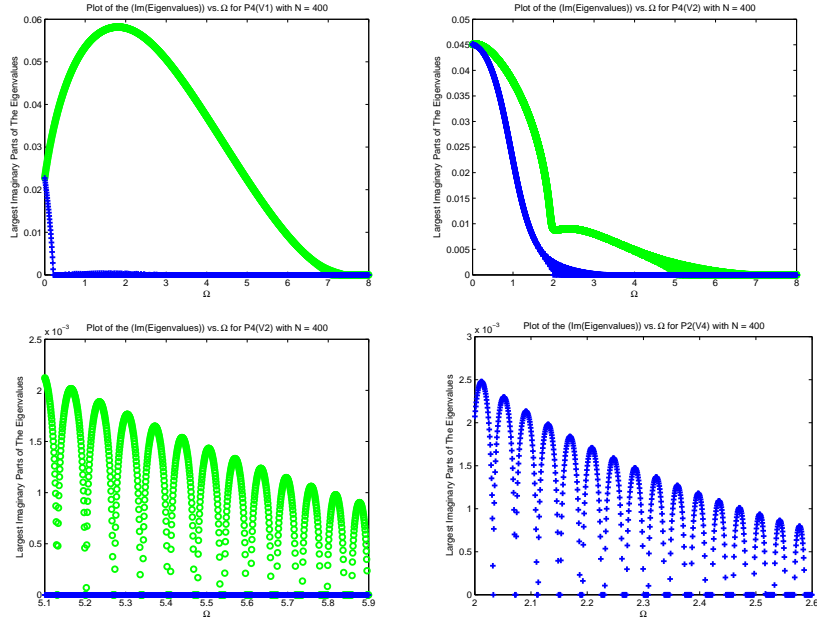 Plot of the (Im(Eigenvalues)) vs. Ω for P4(V1) with N = 400
Largest Imaginary Parts of The Eigenvalues
0.06
0.05
0.04
0.03
0.02
0.01
0
0 1 2 3 4 5 6 7 8
Ω
Plot of the (Im(Eigenvalues)) vs. Ω for P4(V2) with N = 400
Largest Imaginary Parts of The Eigenvalues
0.05
0.045
0.04
0.035
0.03
0.025
0.02
0.015
0.01
0.005
0
0 1 2 3 4 5 6 7 8
Ω
Plot of the (Im(Eigenvalues)) vs. Ω for P4(V2) with N = 400
x 10⁻³
Largest Imaginary Parts of The Eigenvalues
2.5
2
1.5
1
0.5
0
5.1 5.2 5.3 5.4 5.5 5.6 5.7 5.8 5.9
Ω
Plot of the (Im(Eigenvalues)) vs. Ω for P2(V4) with N = 400
x 10⁻³
Largest Imaginary Parts of The Eigenvalues
3
2.5
2
1.5
1
0.5
0
2 2.1 2.2 2.3 2.4 2.5 2.6
Ω